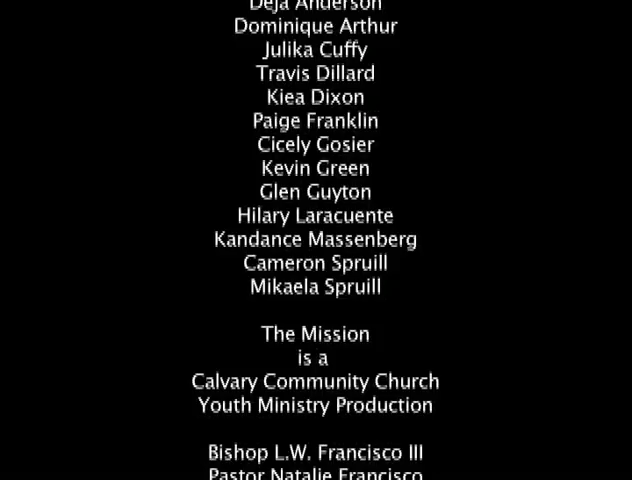 Deja Anderson
Dominique Arthur
Julika Cuffy
Travis Dillard
Kiea Dixon
Paige Franklin
Cicely Gosier
Kevin Green
Glen Guyton
Hilary Laracuente
Kandance Massenberg
Cameron Spruill
Mikaela Spruill
The Mission
is a
Calvary Community Church
Youth Ministry Production
Bishop L.W. Francisco III
Pastor Natalie Francisco